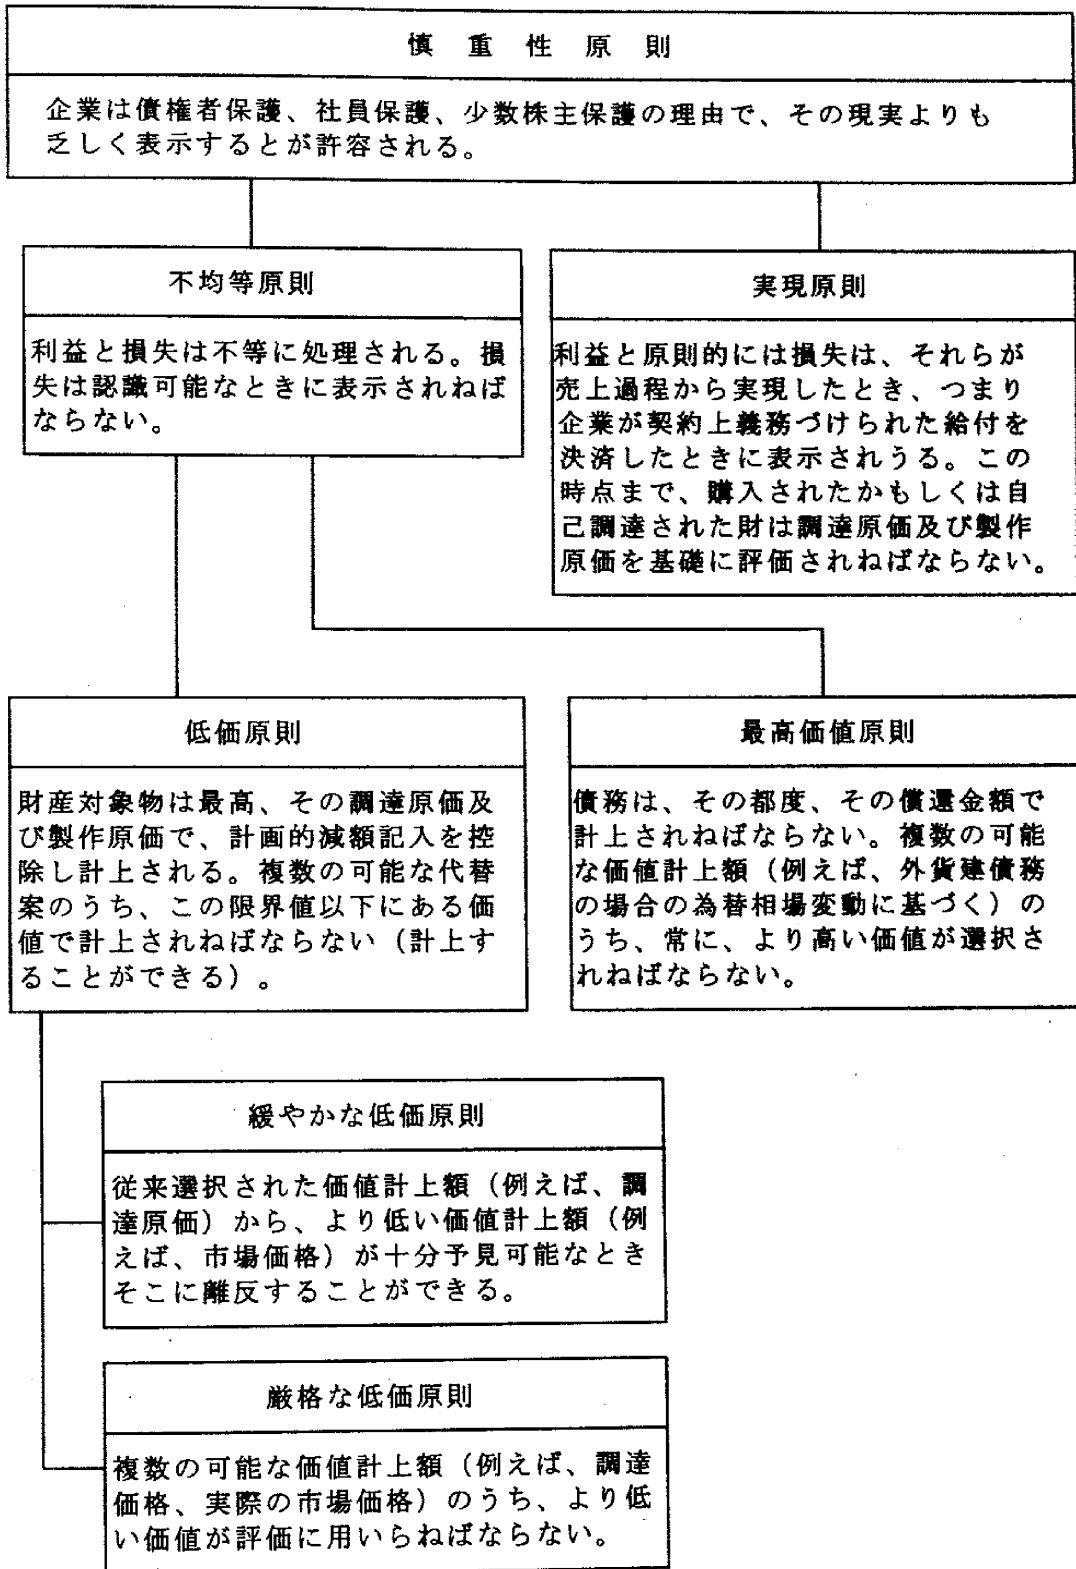 慎重性原則
企業は債権者保護、社員保護、少数株主保護の理由で、その現実よりも
乏しく表示するとが許容される。
不均等原則
利益と損失は不等に処理される。損
失は認識可能なときに表示されねば
ならない。
実現原則
利益と原則的には損失は、それらが
売上過程から実現したとき、つまり
企業が契約上義務づけられた給付を
決済したときに表示されうる。この
時点まで、購入されたかもしくは自
己調達された財は調達原価及び製作
原価を基礎に評価されねばならない。
低価原則
財産対象物は最高、その調達原価及
び製作原価で、計画的減額記入を控
除し計上される。複数の可能な代替
案のうち、この限界値以下にある価
値で計上されねばならない（計上す
ることができる）。
最高価値原則
債務は、その都度、その償還金額で
計上されねばならない。複数の可能
な価値計上額（例えば、外貨建債務
の場合の為替相場変動に基づく）の
うち、常に、より高い価値が選択さ
れねばならない。
緩やかな低価原則
従来選択された価値計上額（例えば、調
達原価）から、より低い価値計上額（例
えば、市場価格）が十分予見可能なとき
そこに離反することができる。
厳格な低価原則
複数の可能な価値計上額（例えば、調達
価格、実際の市場価格）のうち、より低
い価値が評価に用いらねばならない。